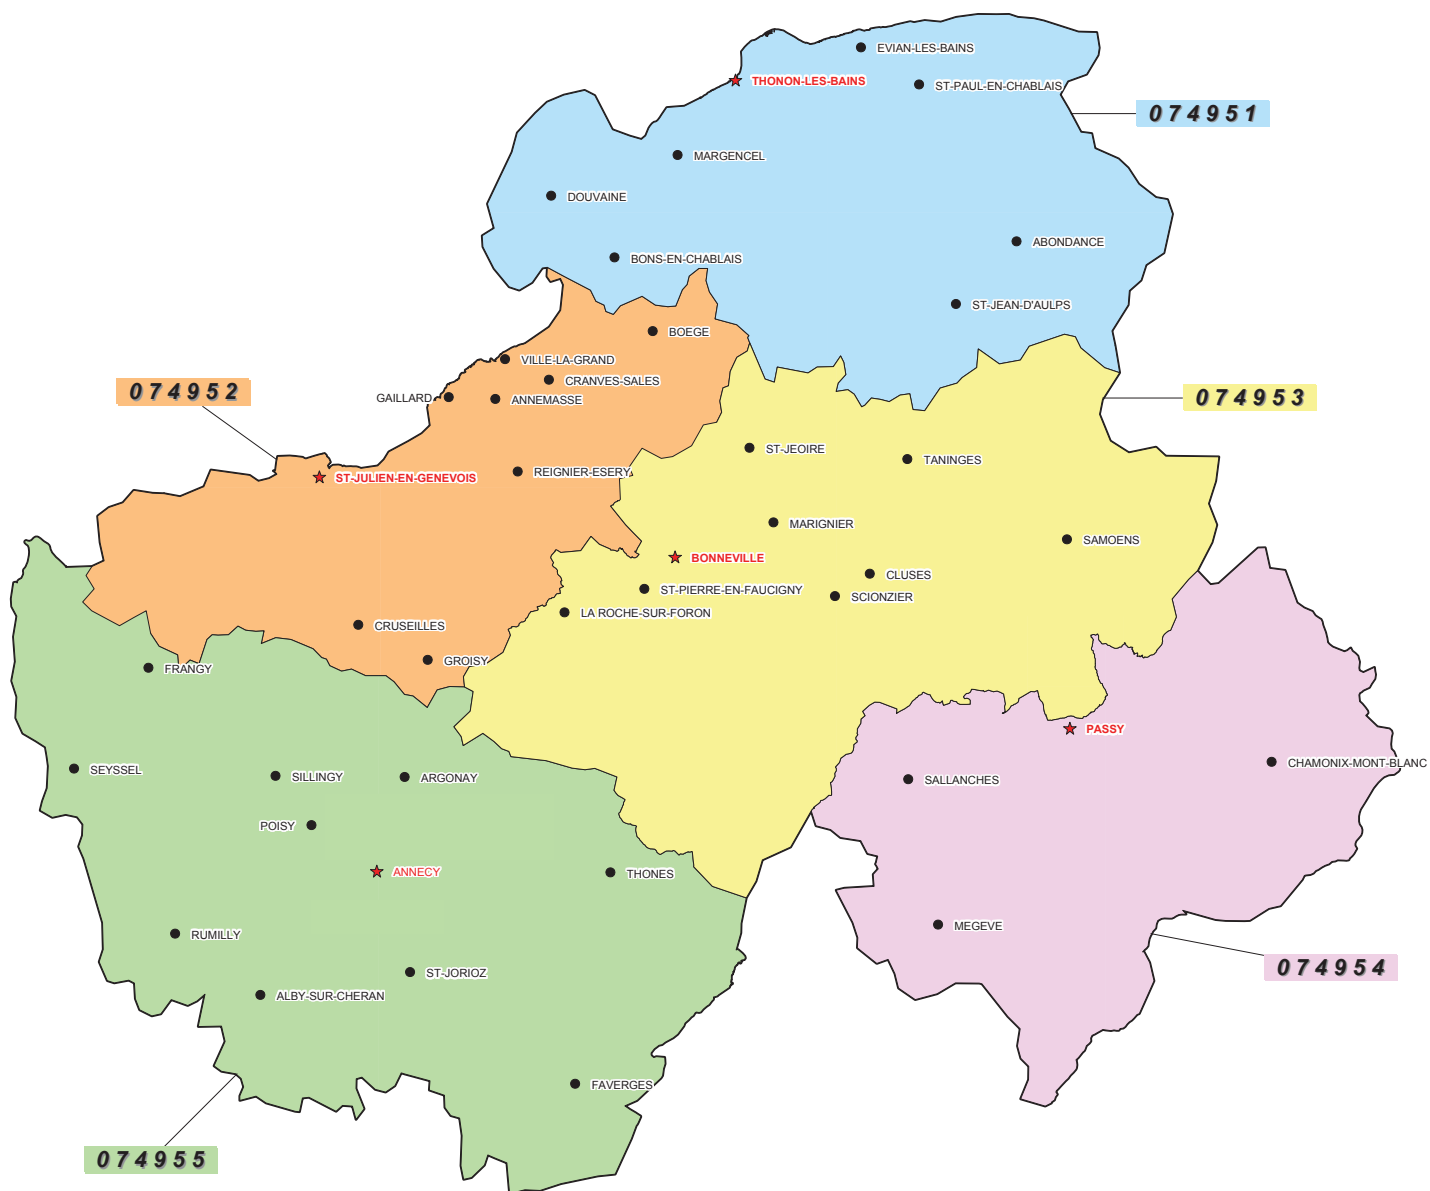 EVIAN-LES-BAINS
THONON-LES-BAINS
ST-PAUL-EN-CHABLAIS
074951
MARGENCEL
DOUVAINE
ABONDANCE
BONS-EN-CHABLAIS
ST-JEAN-D'AULPS
BOEGE
VILLE-LA-GRAND
CRANVES-SALES
074952
GAILLARD
ANNEMASSE
074953
ST-JEOIRE
TANINGES
REIGNIER-ESERY
ST-JULIEN-EN-GENEVOIS
MARIGNIER
SAMOENS
BONNEVILLE
CLUSES
ST-PIERRE-EN-FAUCIGNY
SCIONZIER
LA ROCHE-SUR-FORON
CRUSEILLES
GROISY
FRANGY
PASSY
CHAMONIX-MONT-BLANC
SEYSSEL
SILLINGY
ARGONAY
SALLANCHES
POISY
ANNECY
THONES
MEGEVE
RUMILLY
074954
ST-JORIOZ
ALBY-SUR-CHERAN
FAVERGES
074955